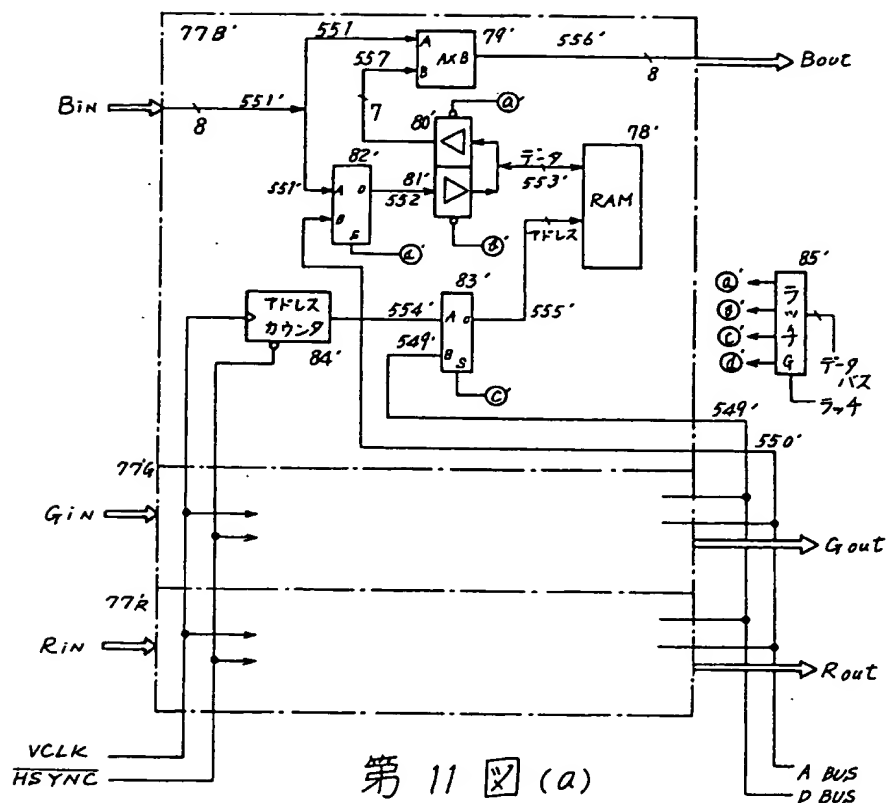 77B'
551
A
B
AXB
79'
556'
8
Bout
557
7
BiN
8
551'
80'
ⓐ'
78'
82'
551'
A
B
O
S
81'
552
データ
553'
RAM
アドレス
ⓓ'
ⓑ'
83'
85'
ⓐ'
ⓑ'
ⓒ'
ⓓ'
ラッチ
G
データ
バス
ラッチ
アドレス
カウンタ
84'
554'
A
B
O
S
555'
549'
ⓒ'
549'
550'
77'G
GiN
Gout
77'R
RiN
Rout
VCLK
HSYNC
第 11 図 (a)
A BUS
D BUS